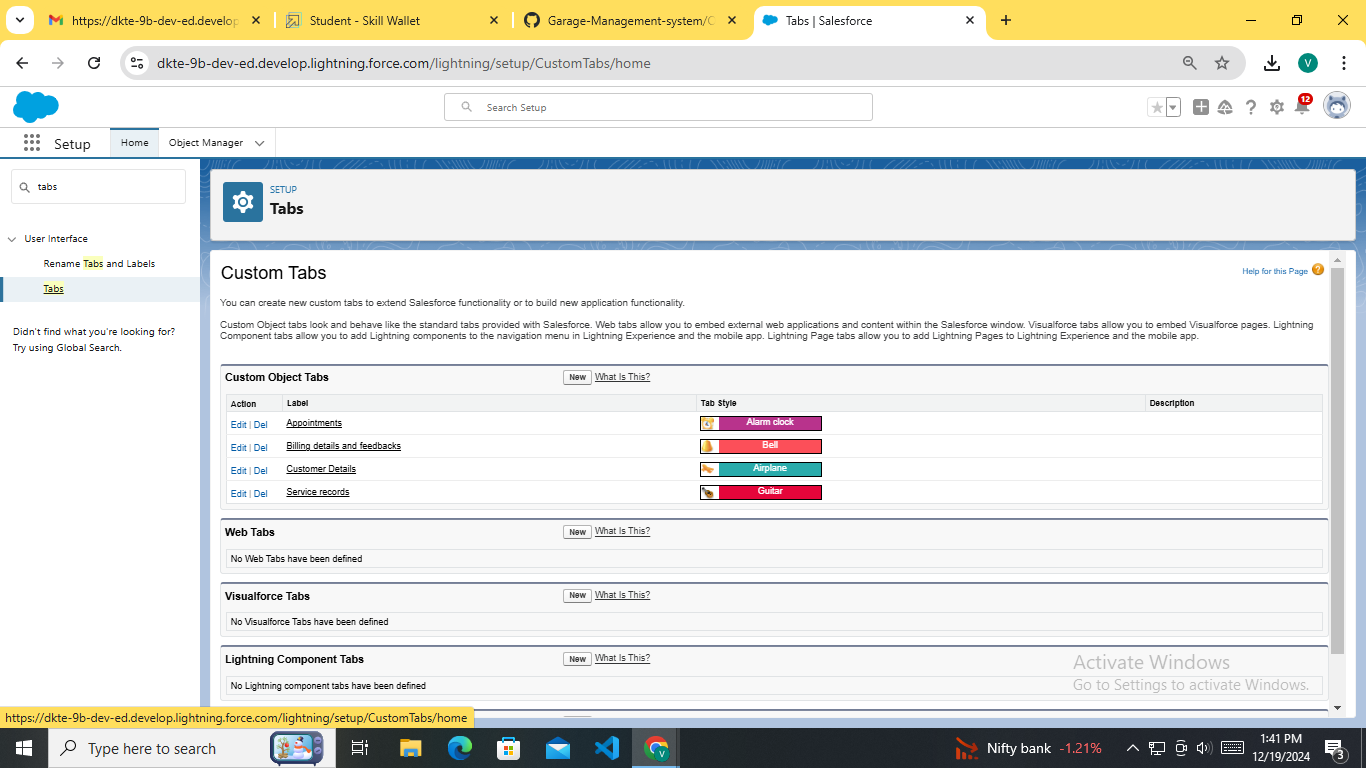 https://dkte-9b-dev-ed.develop
Student - Skill Wallet
Garage-Management-system/C
Tabs | Salesforce
dkte-9b-dev-ed.develop.lightning.force.com/lightning/setup/CustomTabs/home
V
Search Setup
12
Setup
Home
Object Manager
tabs
User Interface
Rename Tabs and Labels
Tabs
Didn't find what you're looking for?
Try using Global Search.
SETUP
Tabs
Custom Tabs
Help for this Page
You can create new custom tabs to extend Salesforce functionality or to build new application functionality.
Custom Object tabs look and behave like the standard tabs provided with Salesforce. Web tabs allow you to embed external web applications and content within the Salesforce window. Visualforce tabs allow you to embed Visualforce pages. Lightning
Component tabs allow you to add Lightning components to the navigation menu in Lightning Experience and the mobile app. Lightning Page tabs allow you to add Lightning Pages to Lightning Experience and the mobile app.
Custom Object Tabs New What Is This?
Action Label Tab Style Description
Edit | Del Appointments Alarm clock
Edit | Del Billing details and feedbacks Bell
Edit | Del Customer Details Airplane
Edit | Del Service records Guitar
Web Tabs New What Is This?
No Web Tabs have been defined
Visualforce Tabs New What Is This?
No Visualforce Tabs have been defined
Lightning Component Tabs New What Is This?
No Lightning component tabs have been defined
Activate Windows
Go to Settings to activate Windows.
https://dkte-9b-dev-ed.develop.lightning.force.com/lightning/setup/CustomTabs/home
Type here to search
Nifty bank -1.21%
1:41 PM
12/19/2024
3